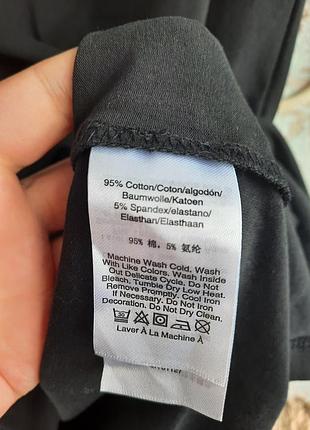 95% Cotton/Coton/algodón/
Baumwolle/Katoen
5% Spandex/elastano/
Elasthan/Elasthaan
95% 棉, 5% 氨纶
Machine Wash Cold, Wash
With Like Colors. Wash Inside
Out Delicate Cycle. Do Not
Bleach. Tumble Dry Low Heat.
Remove Promptly. Cool Iron
If Necessary. Do Not Iron
Decoration. Do Not Dry Clean.
30
Laver À La Machine À